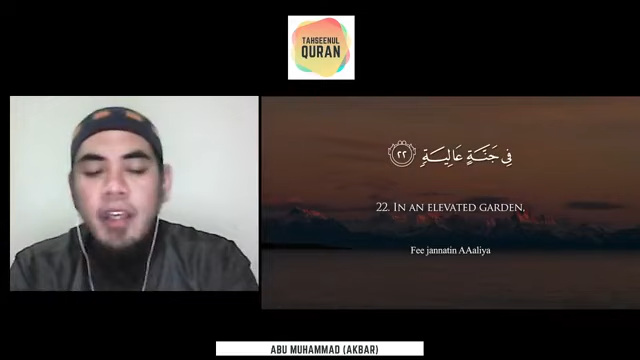 TAHSEENUL
QURAN
فِي جَنَّةٍ عَالِيَةٍ ٢٢
22. IN AN ELEVATED GARDEN,
Fee jannatin AAaliya
ABU MUHAMMAD (AKBAR)